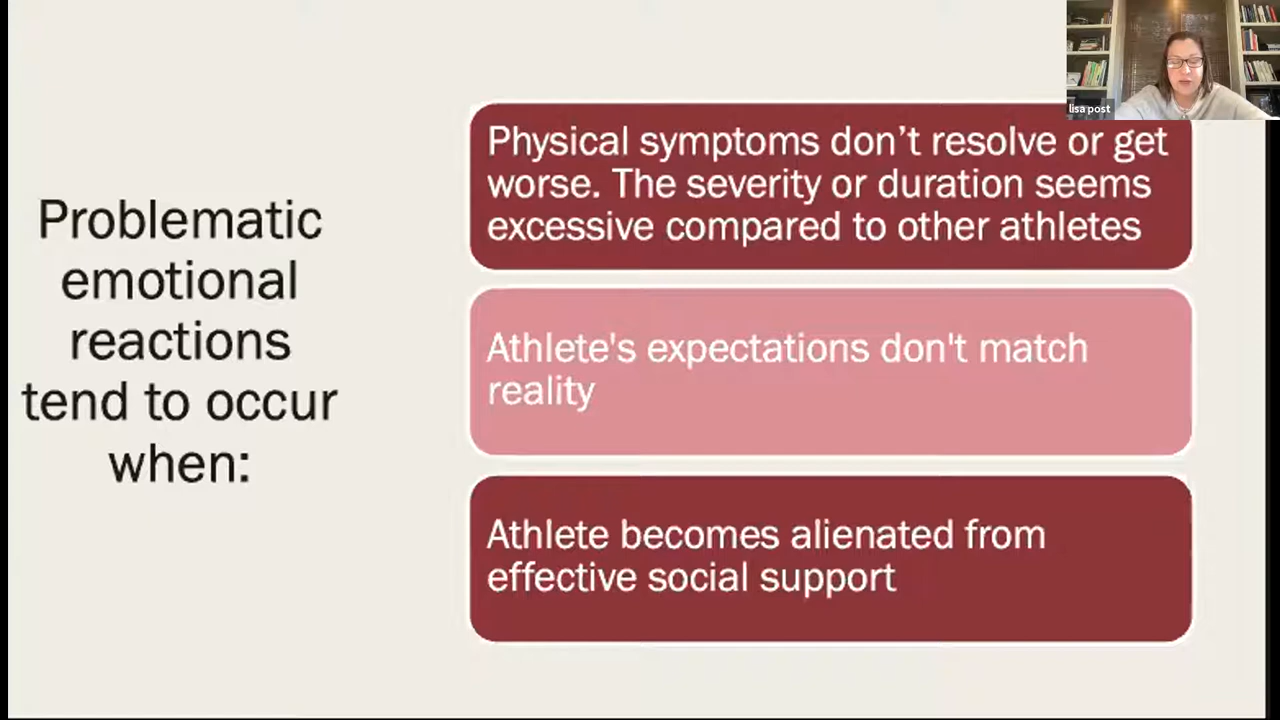 lisa post
Problematic
emotional
reactions
tend to occur
when:
Physical symptoms don’t resolve or get
worse. The severity or duration seems
excessive compared to other athletes
Athlete's expectations don't match
reality
Athlete becomes alienated from
effective social support